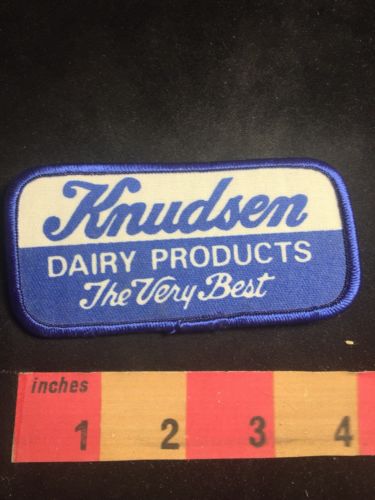 Knudsen
DAIRY PRODUCTS
The Very Best
inches
1 2 3 4